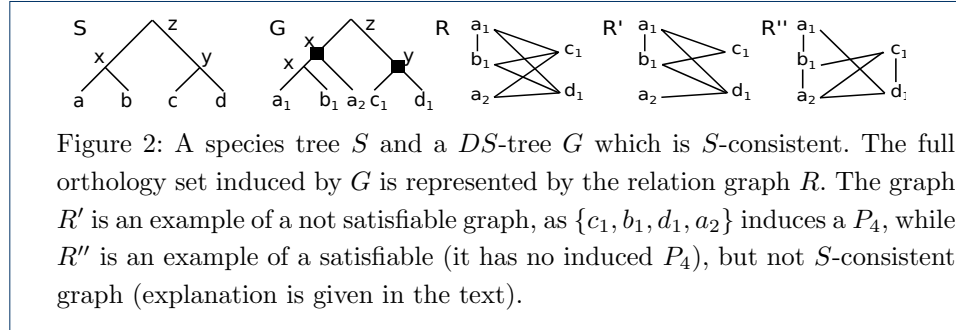 S z G z R a₁ R' a₁ R'' a₁
x y x y c₁ c₁ c₁
x b₁ b₁ b₁
a b c d a₁ b₁ a₂ c₁ d₁ a₂ d₁ a₂ d₁ a₂ d₁
Figure 2: A species tree S and a DS-tree G which is S-consistent. The full
orthology set induced by G is represented by the relation graph R. The graph
R′ is an example of a not satisfiable graph, as {c₁, b₁, d₁, a₂} induces a P₄, while
R′′ is an example of a satisfiable (it has no induced P₄), but not S-consistent
graph (explanation is given in the text).